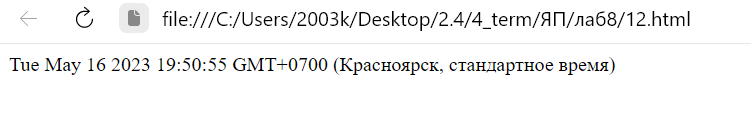 file:///C:/Users/2003k/Desktop/2.4/4_term/ЯП/лаб8/12.html
Tue May 16 2023 19:50:55 GMT+0700 (Красноярск, стандартное время)